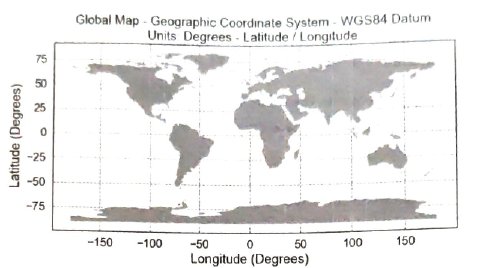 Global Map - Geographic Coordinate System - WGS84 Datum
Units Degrees - Latitude / Longitude
75
50
25
0
−25
−50
−75
Latitude (Degrees)
−150 −100 −50 0 50 100 150
Longitude (Degrees)